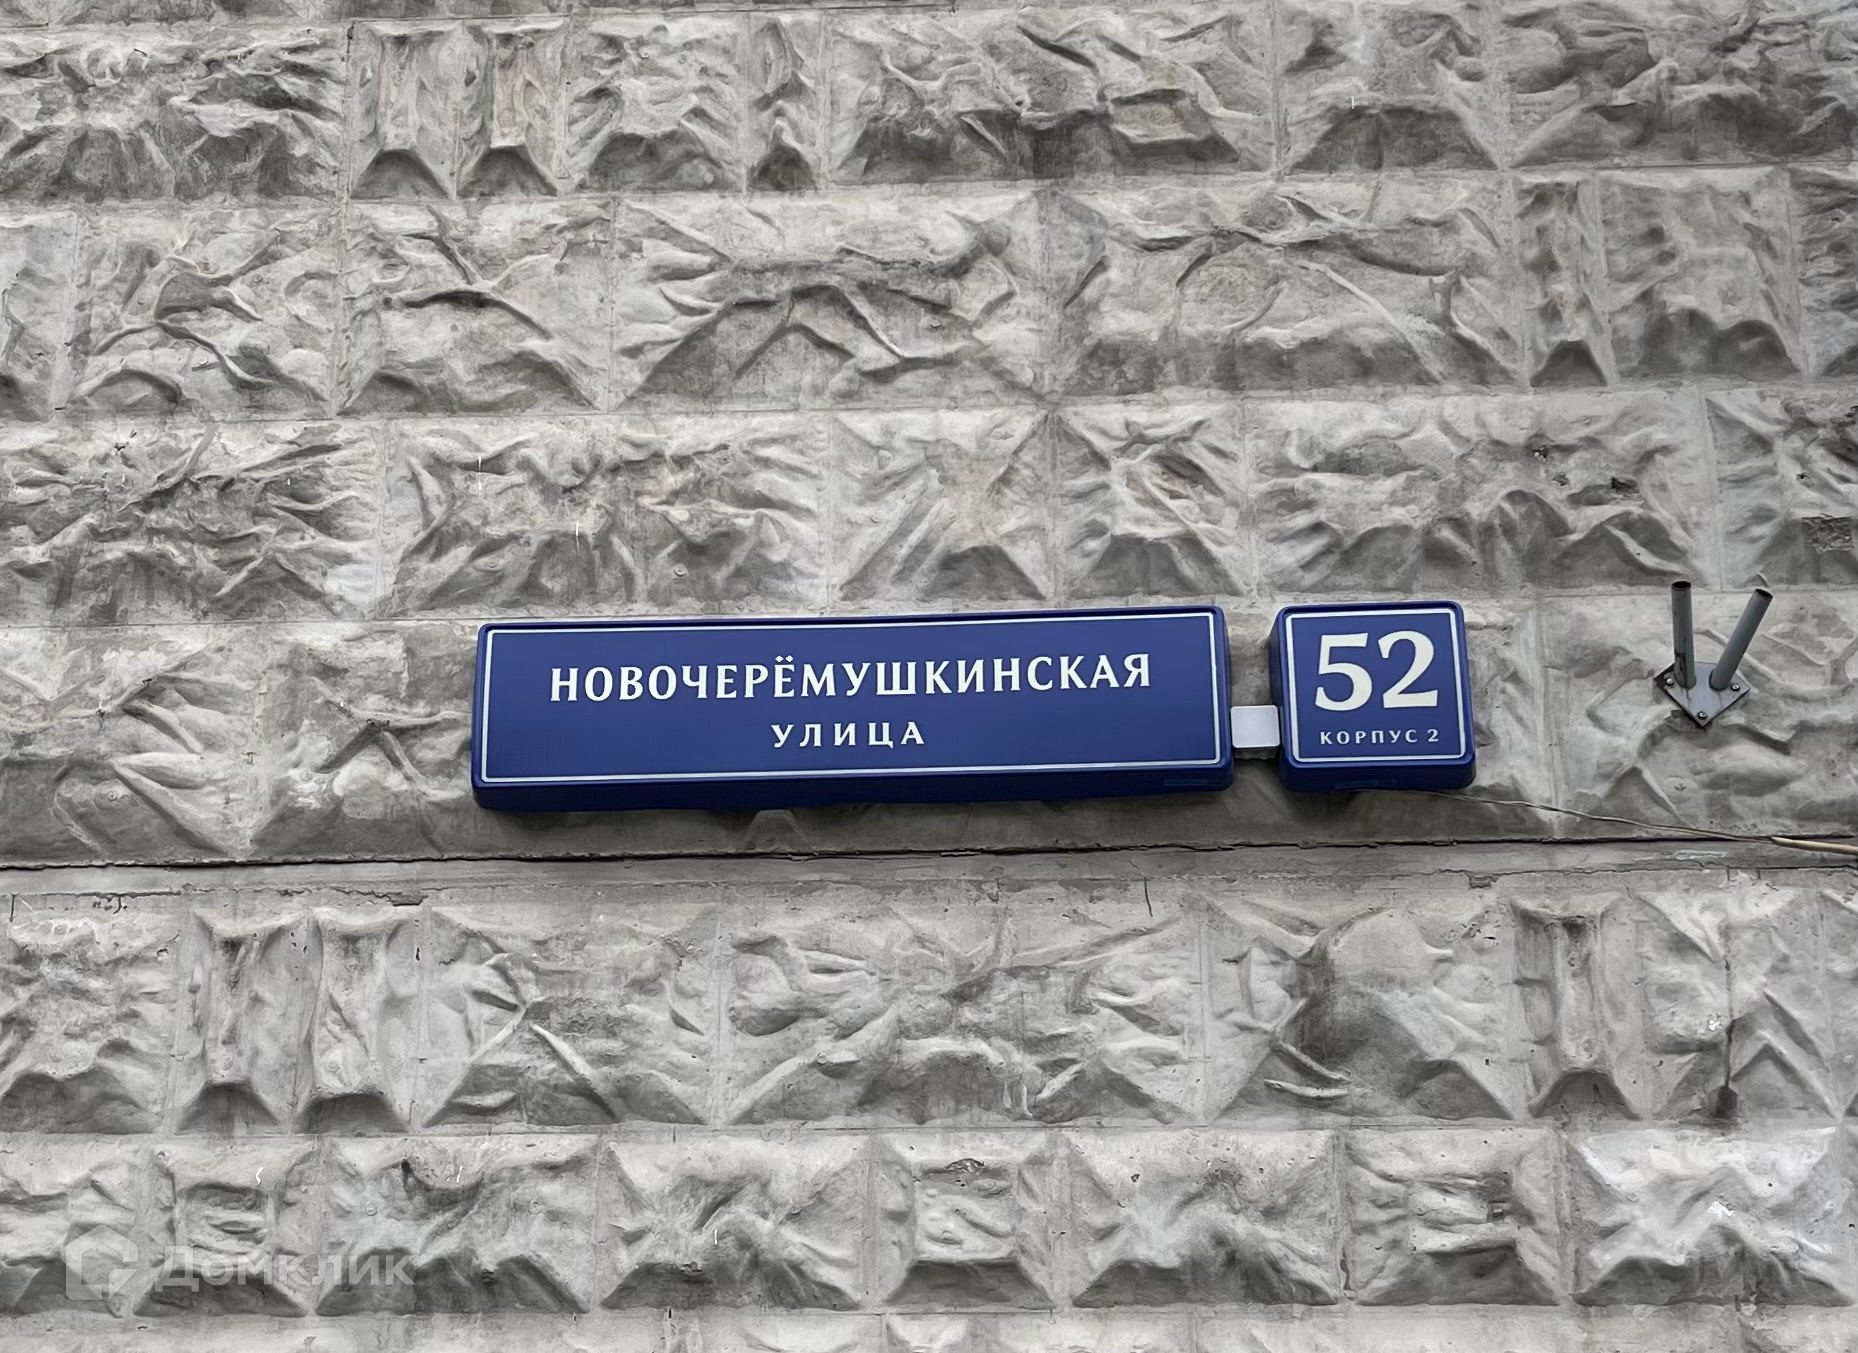 НОВОЧЕРЁМУШКИНСКАЯ
УЛИЦА
52
КОРПУС 2
Домклик